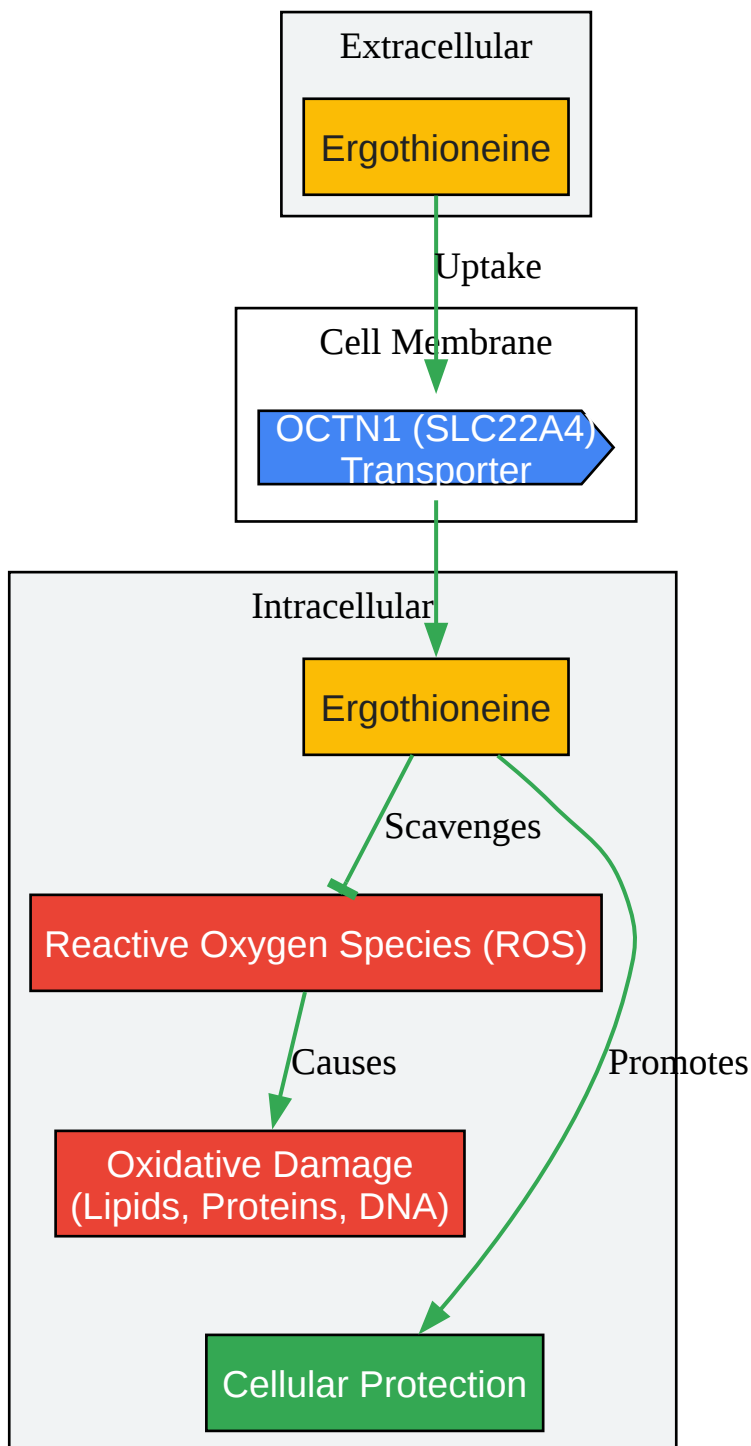 Extracellular
Ergothioneine
Uptake
Cell Membrane
OCTN1 (SLC22A4)
Transporter
Intracellular
Ergothioneine
Scavenges
Reactive Oxygen Species (ROS)
Causes
Promotes
Oxidative Damage
(Lipids, Proteins, DNA)
Cellular Protection